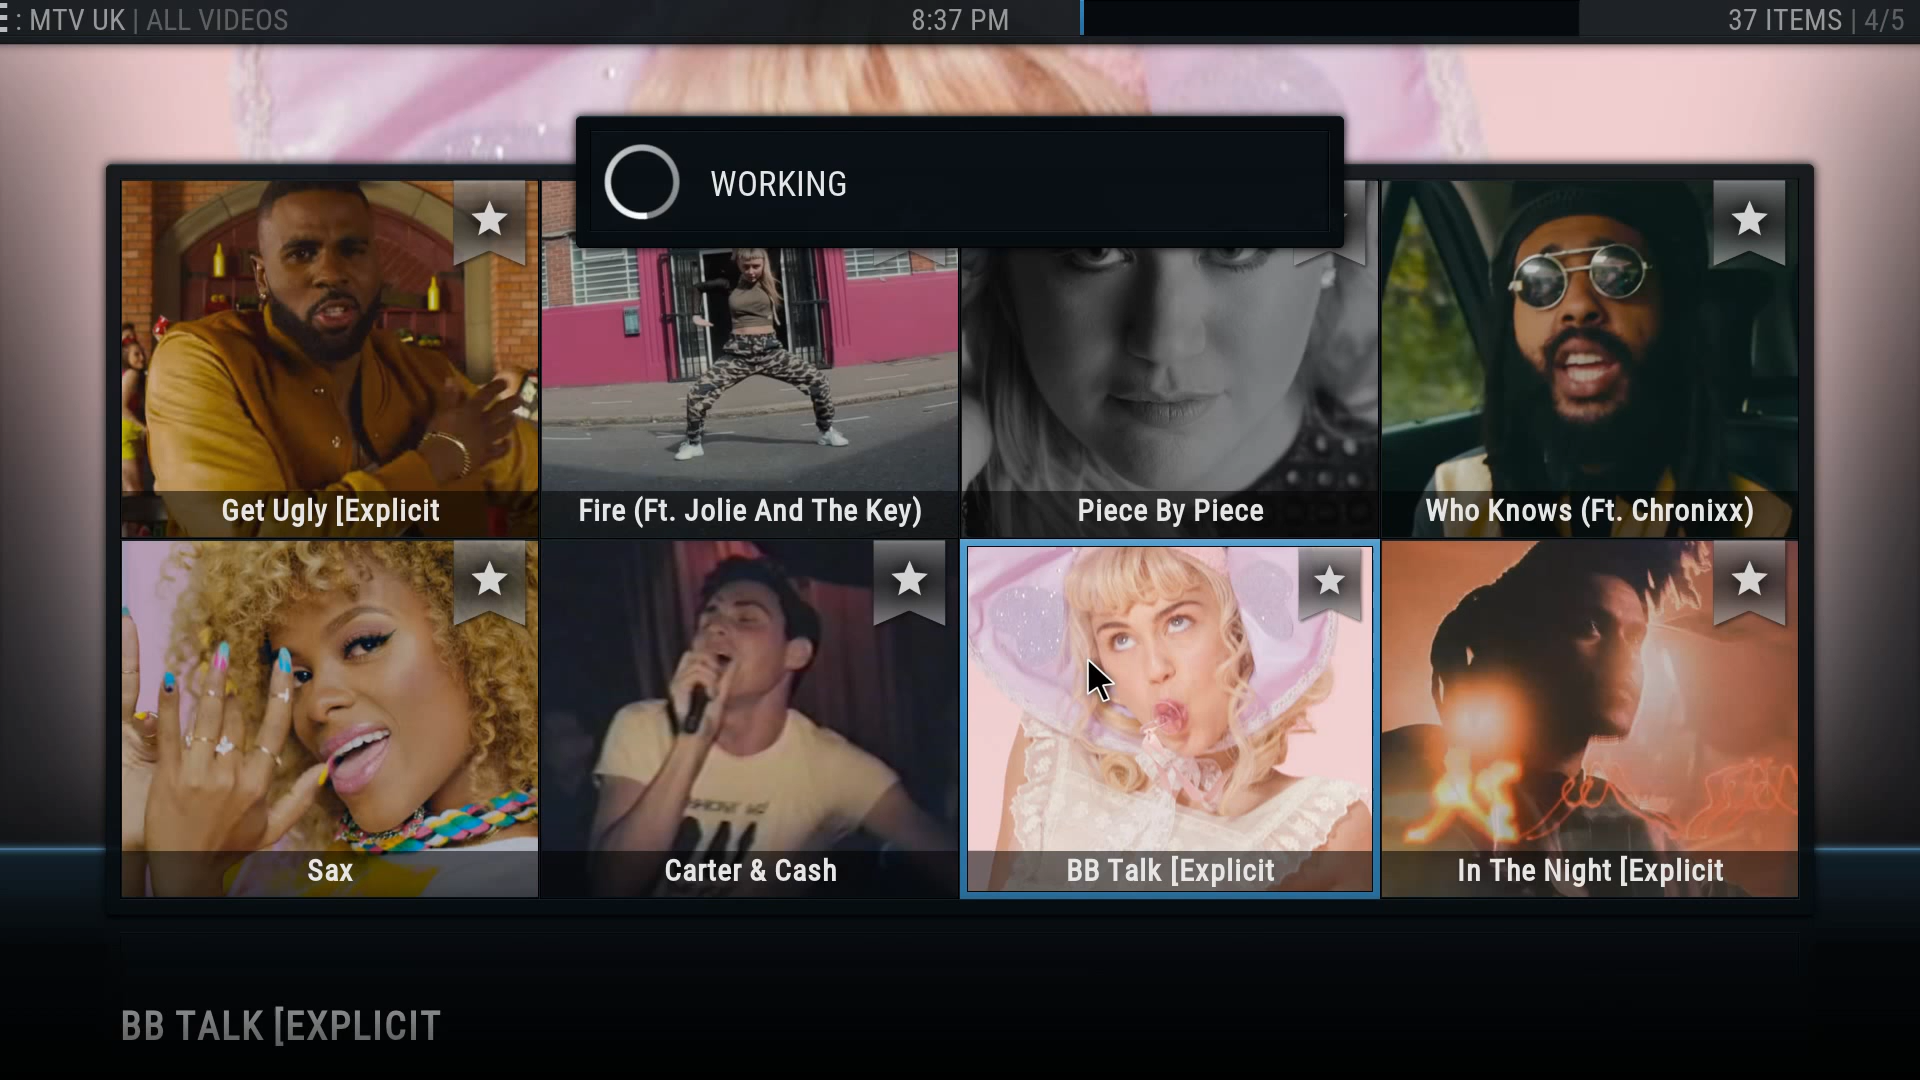 : MTV UK | ALL VIDEOS
8:37 PM
37 ITEMS | 4/5
WORKING
Get Ugly [Explicit
Fire (Ft. Jolie And The Key)
Piece By Piece
Who Knows (Ft. Chronixx)
Sax
Carter & Cash
BB Talk [Explicit
In The Night [Explicit
BB TALK [EXPLICIT